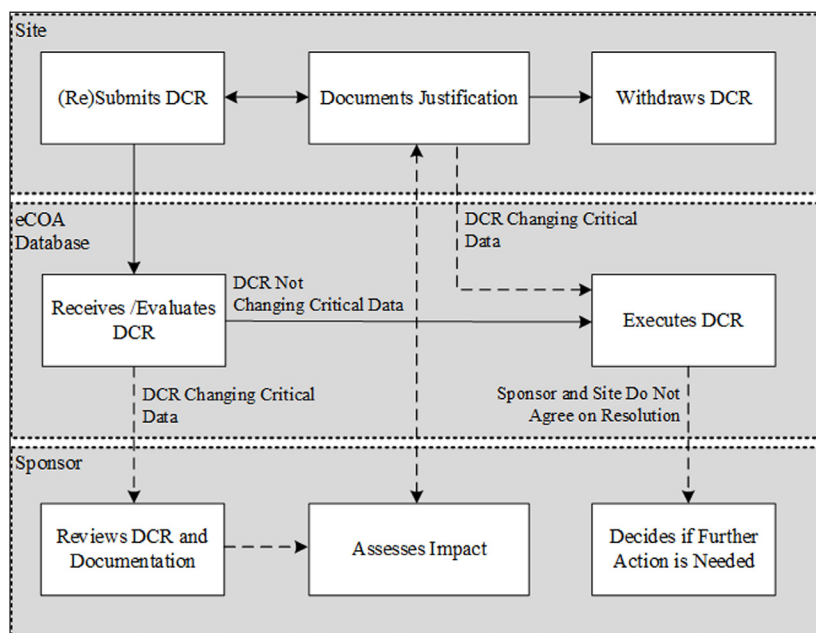 Site
(Re)Submits DCR
Documents Justification
Withdraws DCR
eCOA
Database
DCR Changing Critical
Data
Receives /Evaluates
DCR
DCR Not
Changing Critical Data
Executes DCR
DCR Changing Critical
Data
Sponsor and Site Do Not
Agree on Resolution
Sponsor
Reviews DCR and
Documentation
Assesses Impact
Decides if Further
Action is Needed